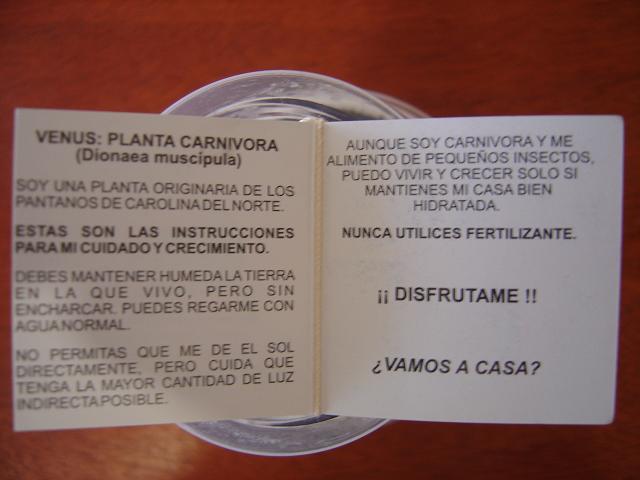 VENUS: PLANTA CARNIVORA
(Dionaea muscipula)
SOY UNA PLANTA ORIGINARIA DE LOS
PANTANOS DE CAROLINA DEL NORTE.
ESTAS SON LAS INSTRUCCIONES
PARA MI CUIDADO Y CRECIMIENTO.
DEBES MANTENER HUMEDA LA TIERRA
EN LA QUE VIVO, PERO SIN
ENCHARCAR. PUEDES REGARME CON
AGUA NORMAL.
NO PERMITAS QUE ME DE EL SOL
DIRECTAMENTE, PERO CUIDA QUE
TENGA LA MAYOR CANTIDAD DE LUZ
INDIRECTA POSIBLE.
AUNQUE SOY CARNIVORA Y ME
ALIMENTO DE PEQUEÑOS INSECTOS,
PUEDO VIVIR Y CRECER SOLO SI
MANTIENES MI CASA BIEN
HIDRATADA.
NUNCA UTILICES FERTILIZANTE.
¡¡ DISFRUTAME !!
¿VAMOS A CASA?